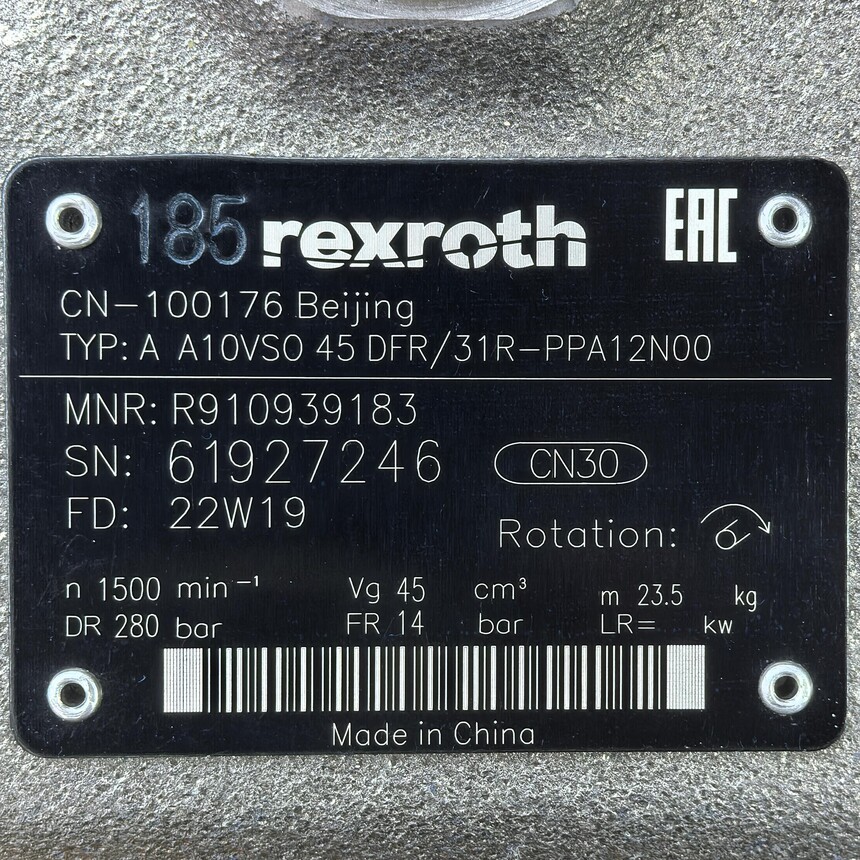 185 rexroth EAC
CN-100176 Beijing
TYP: A A10VSO 45 DFR/31R-PPA12N00
MNR: R910939183
SN: 61927246 CN30
FD: 22W19
Rotation:
n 1500 min⁻¹ Vg 45 cm³ m 23.5 kg
DR 280 bar FR 14 bar LR= kw
Made in China